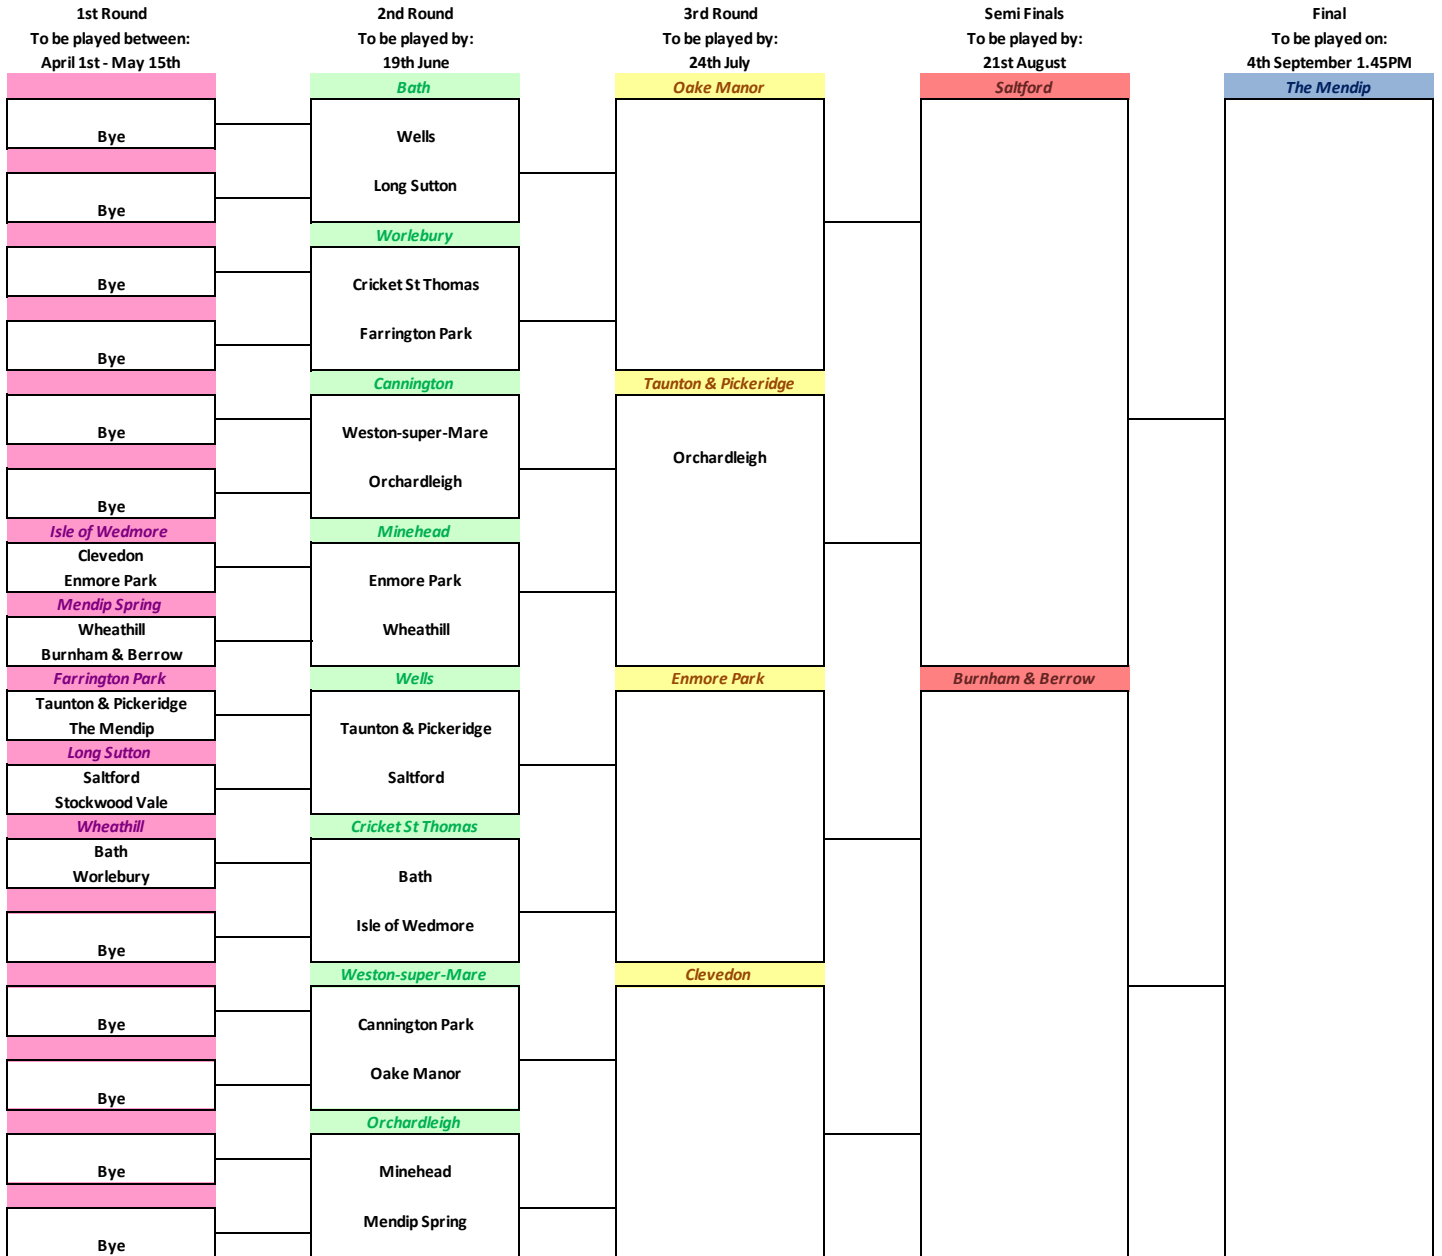 1st Round
To be played between:
April 1st - May 15th
Bye
Bye
Bye
Bye
Bye
Bye
Isle of Wedmore
Clevedon
Enmore Park
Mendip Spring
Wheathill
Burnham & Berrow
Farrington Park
Taunton & Pickeridge
The Mendip
Long Sutton
Saltford
Stockwood Vale
Wheathill
Bath
Worlebury
Bye
Bye
Bye
Bye
Bye
2nd Round
To be played by:
19th June
Bath
Wells
Long Sutton
Worlebury
Cricket St Thomas
Farrington Park
Cannington
Weston-super-Mare
Orchardleigh
Minehead
Enmore Park
Wheathill
Wells
Taunton & Pickeridge
Saltford
Cricket St Thomas
Bath
Isle of Wedmore
Weston-super-Mare
Cannington Park
Oake Manor
Orchardleigh
Minehead
Mendip Spring
3rd Round
To be played by:
24th July
Oake Manor
Taunton & Pickeridge
Orchardleigh
Enmore Park
Clevedon
Semi Finals
To be played by:
21st August
Saltford
Burnham & Berrow
Final
To be played on:
4th September 1.45PM
The Mendip